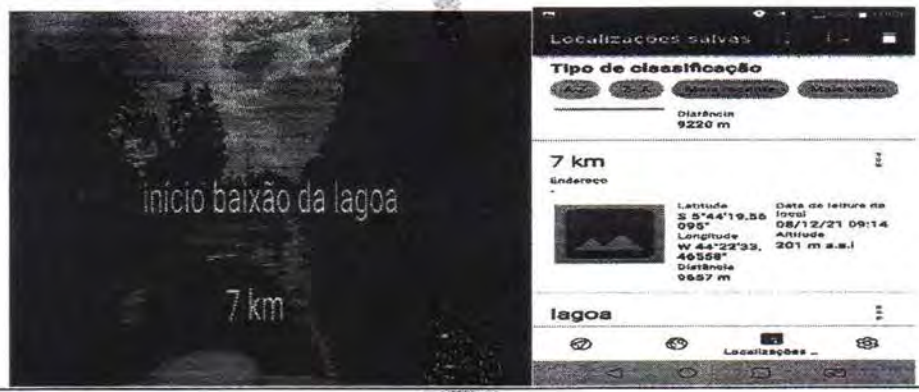 início baixão da lagoa
7 km
Localizações salvas
Tipo de classificação
A-Z
Z-A
Mais recente
Mais velho
Distância
9220 m
7 km
Endereço
-
Latitude
S 5°44'19,56
095"
Longitude
W 44°22'33,
46558"
Distância
9657 m
Data de leitura do
local
08/12/21 09:14
Altitude
201 m a.s.l
lagoa
Localizações ...